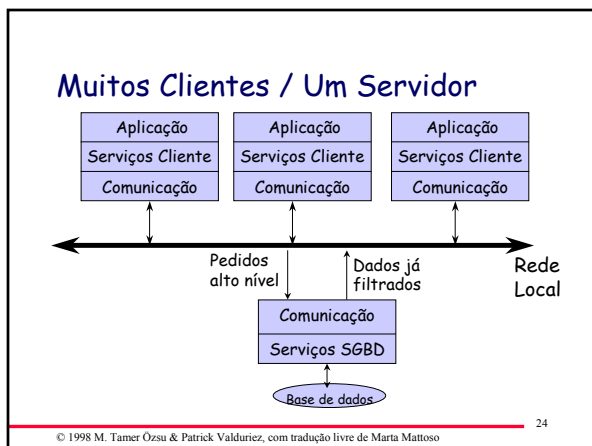 Muitos Clientes / Um Servidor
Aplicação
Serviços Cliente
Comunicação
Aplicação
Serviços Cliente
Comunicação
Aplicação
Serviços Cliente
Comunicação
Pedidos
alto nível
Dados já
filtrados
Rede
Local
Comunicação
Serviços SGBD
Base de dados
24
© 1998 M. Tamer Özsu & Patrick Valduriez, com tradução livre de Marta Mattoso